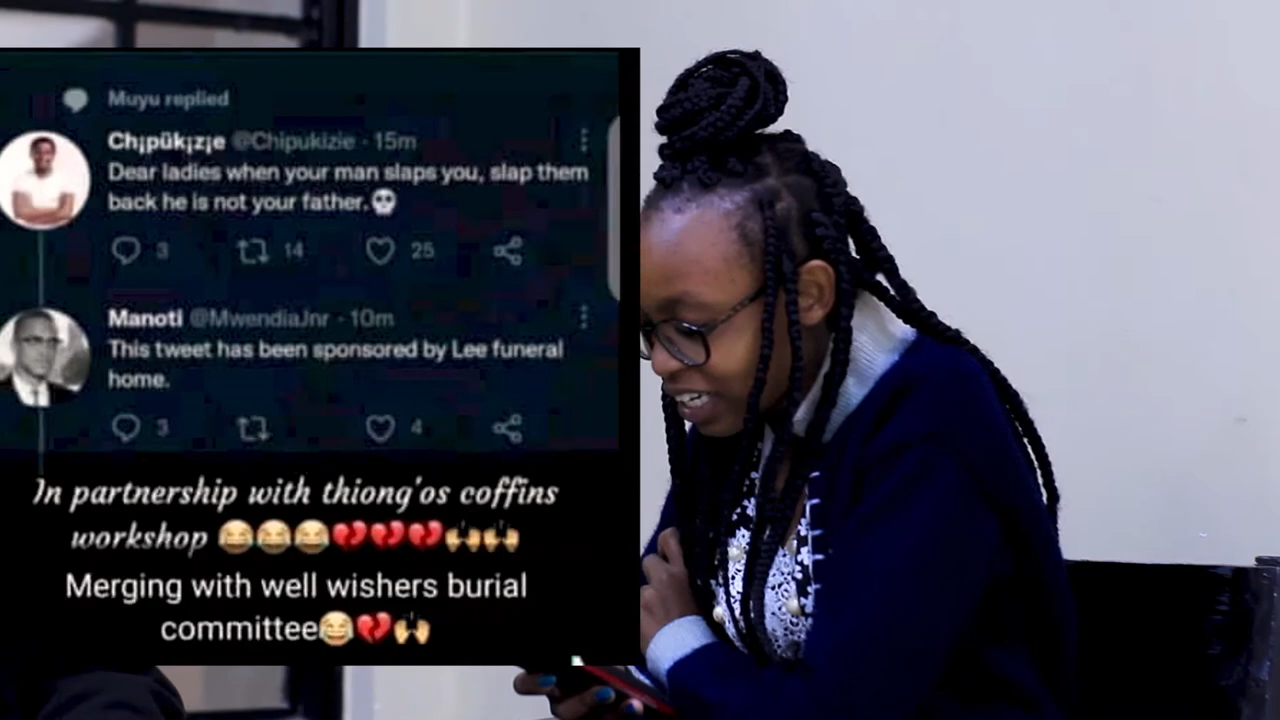 Muyu replied
Ch¡pük¡z¡e @Chipukizie · 15m
Dear ladies when your man slaps you, slap them
back he is not your father.💀
3 14 25
Manoti @MwendiaJnr · 10m
This tweet has been sponsored by Lee funeral
home.
3 4
In partnership with thiong'os coffins
workshop 😂😂😂💔💔💔🙌🙌
Merging with well wishers burial
committee😂💔🙌